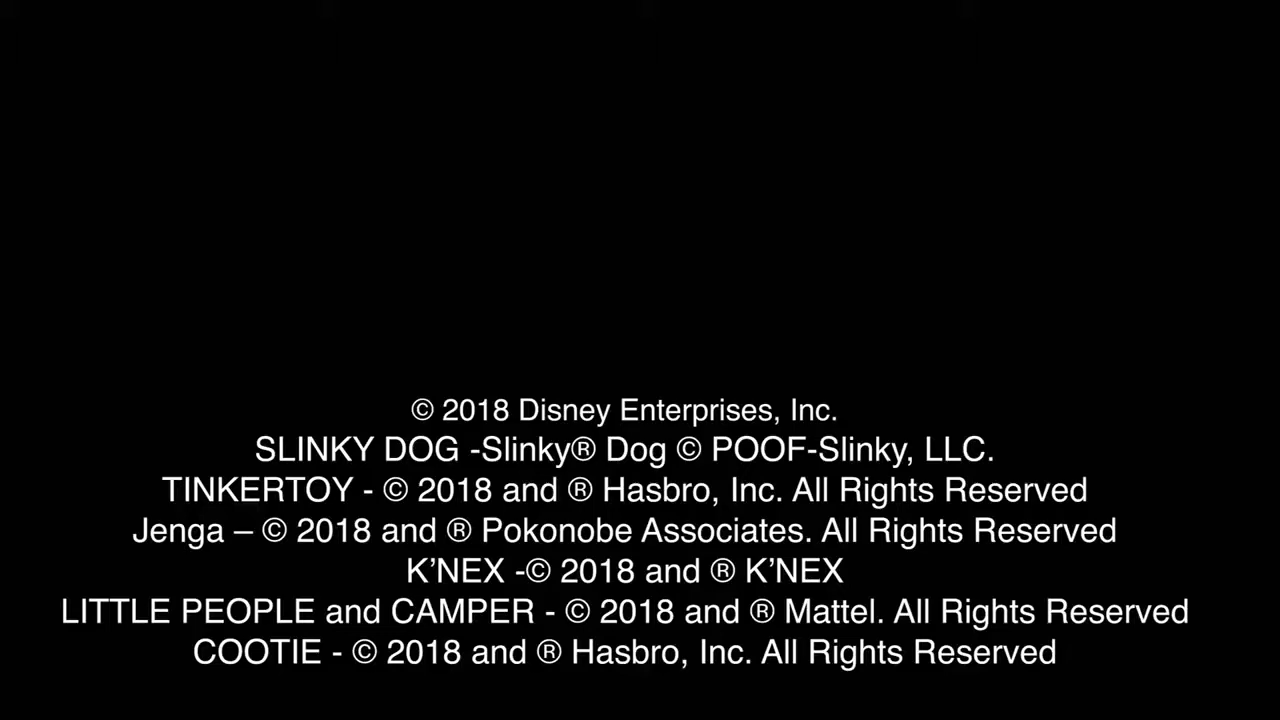 © 2018 Disney Enterprises, Inc.
SLINKY DOG -Slinky® Dog © POOF-Slinky, LLC.
TINKERTOY - © 2018 and ® Hasbro, Inc. All Rights Reserved
Jenga – © 2018 and ® Pokonobe Associates. All Rights Reserved
K’NEX -© 2018 and ® K’NEX
LITTLE PEOPLE and CAMPER - © 2018 and ® Mattel. All Rights Reserved
COOTIE - © 2018 and ® Hasbro, Inc. All Rights Reserved